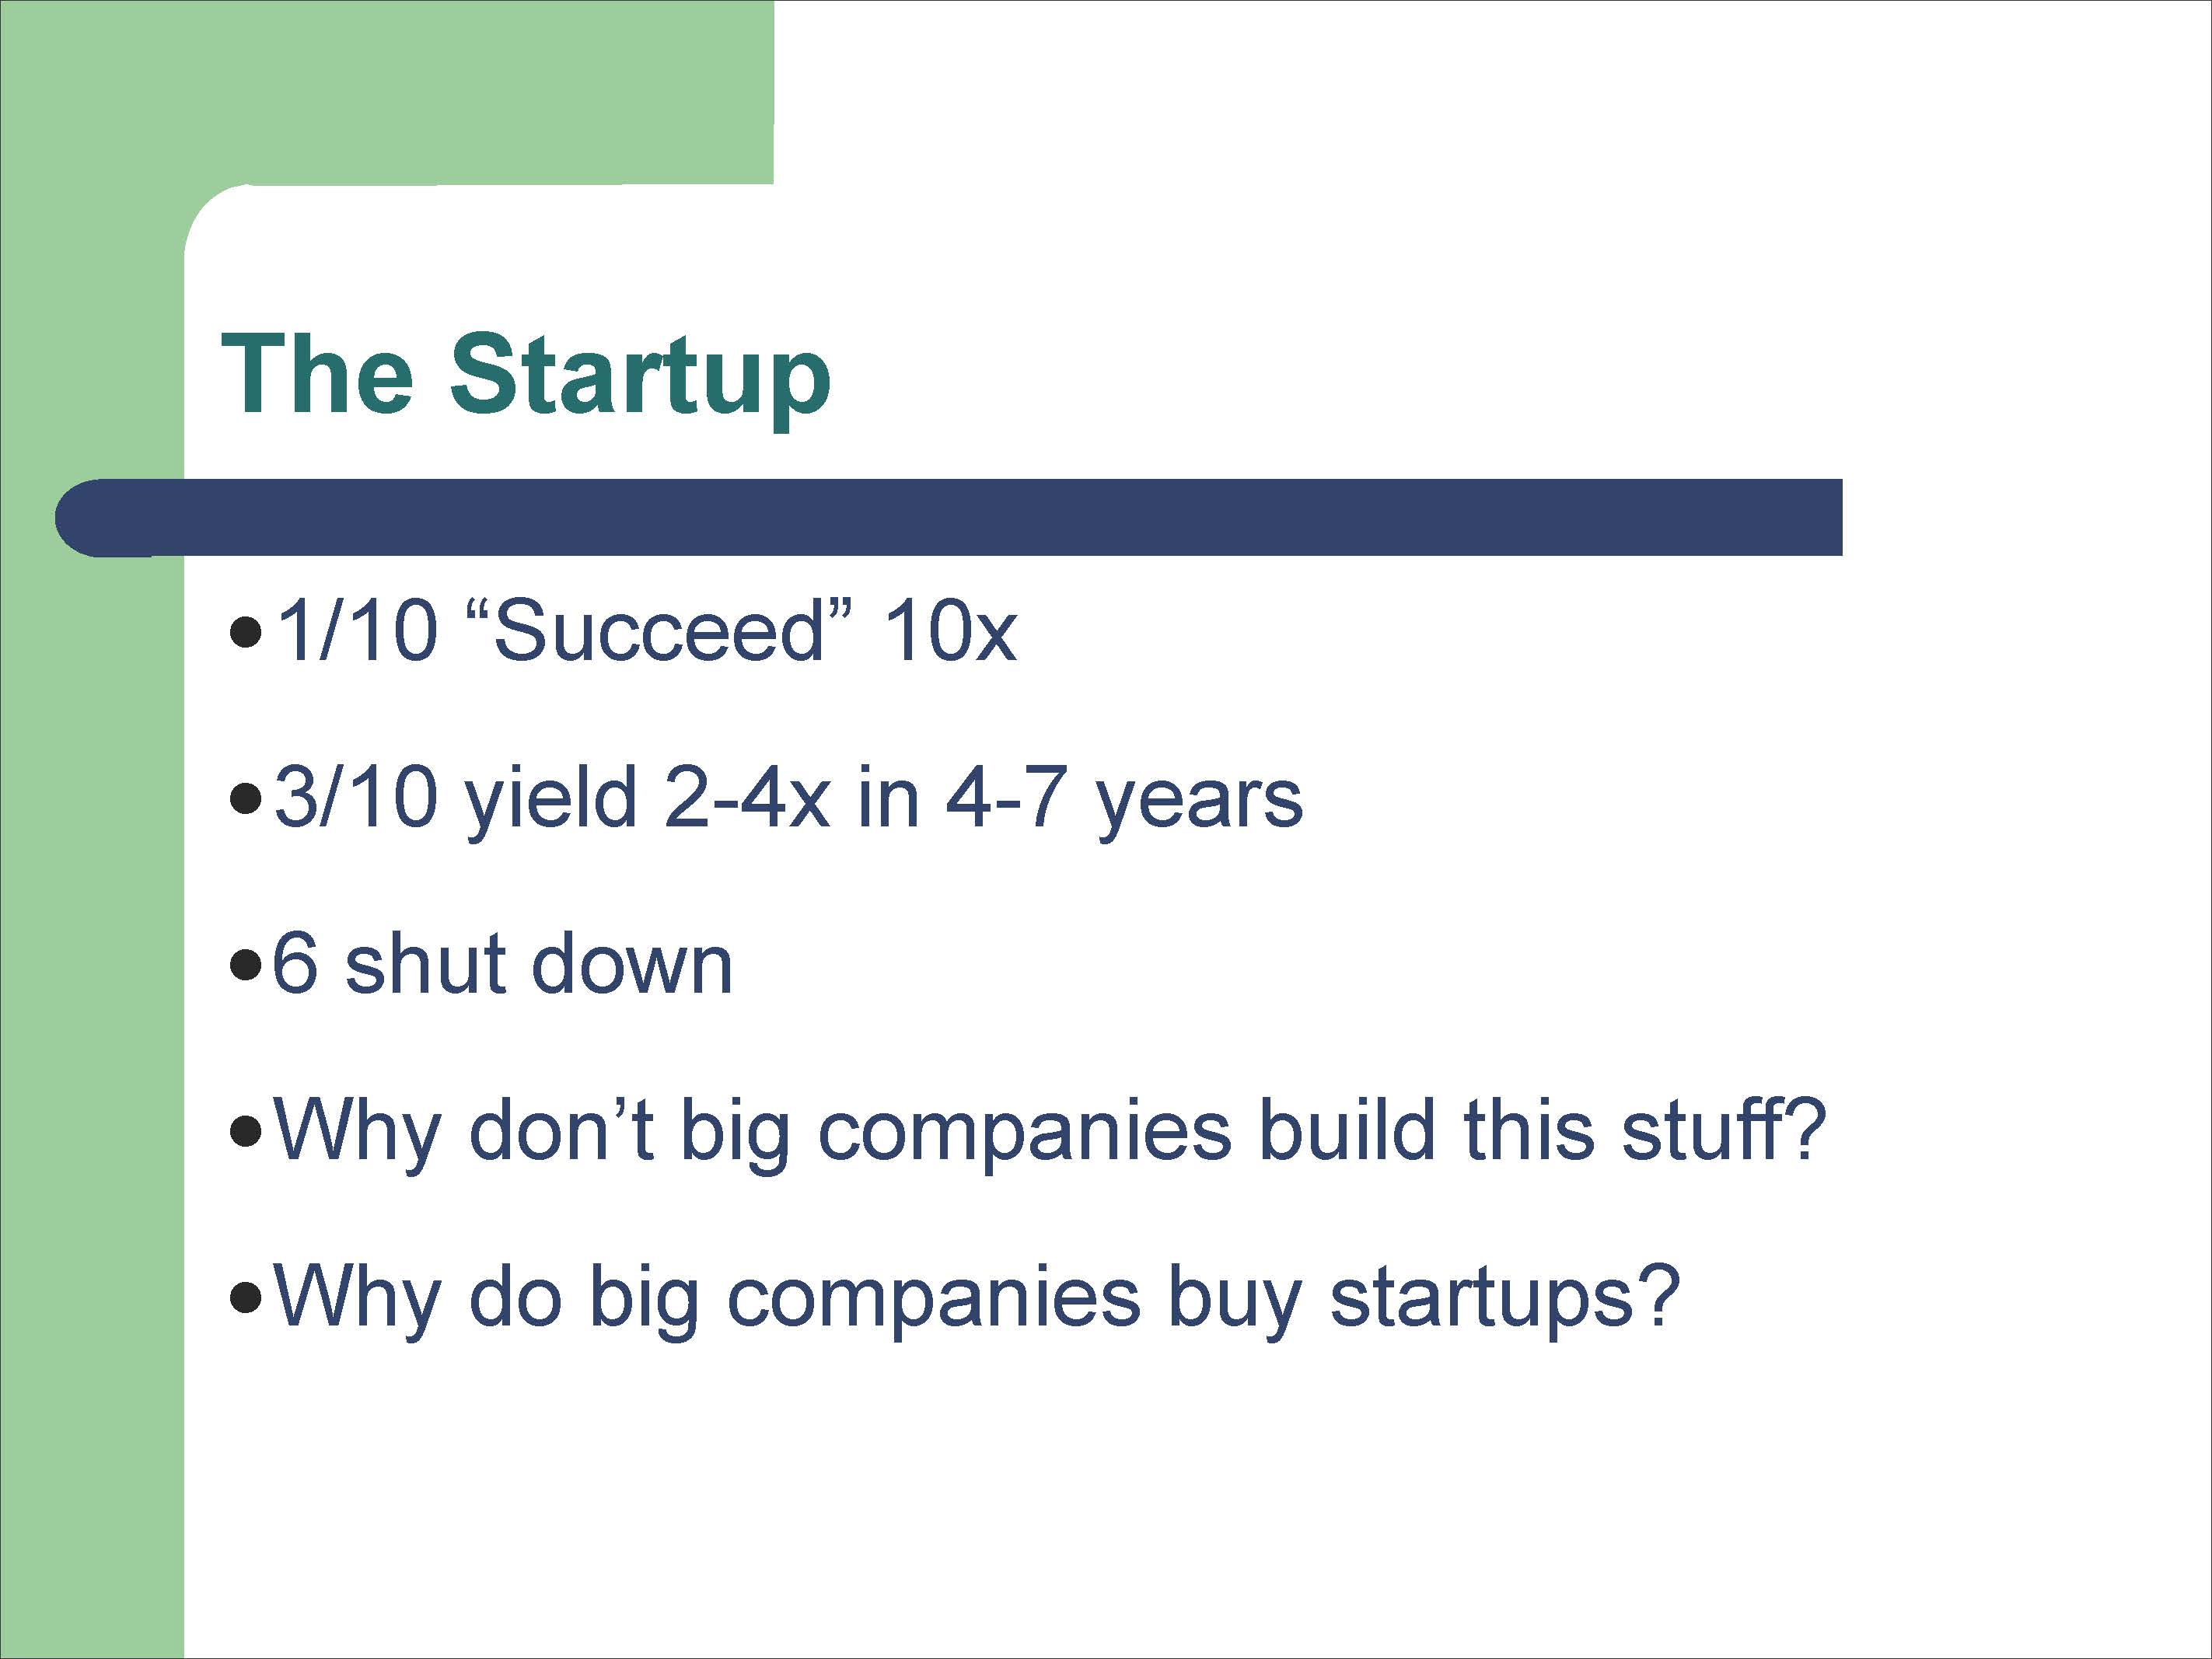 The Startup
•1/10 “Succeed” 10x
•3/10 yield 2-4x in 4-7 years
•6 shut down
•Why don’t big companies build this stuff?
•Why do big companies buy startups?